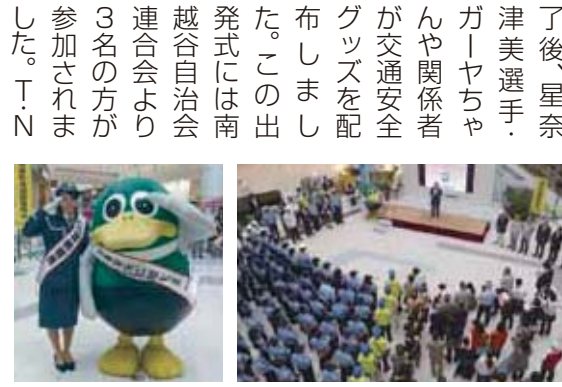 了後、星奈
津美選手・
ガーヤちゃ
んや関係者
が交通安全
グッズを配
布しまし
た。この出
発式には南
越谷自治会
連合会より
3名の方が
参加されま
した。T・N